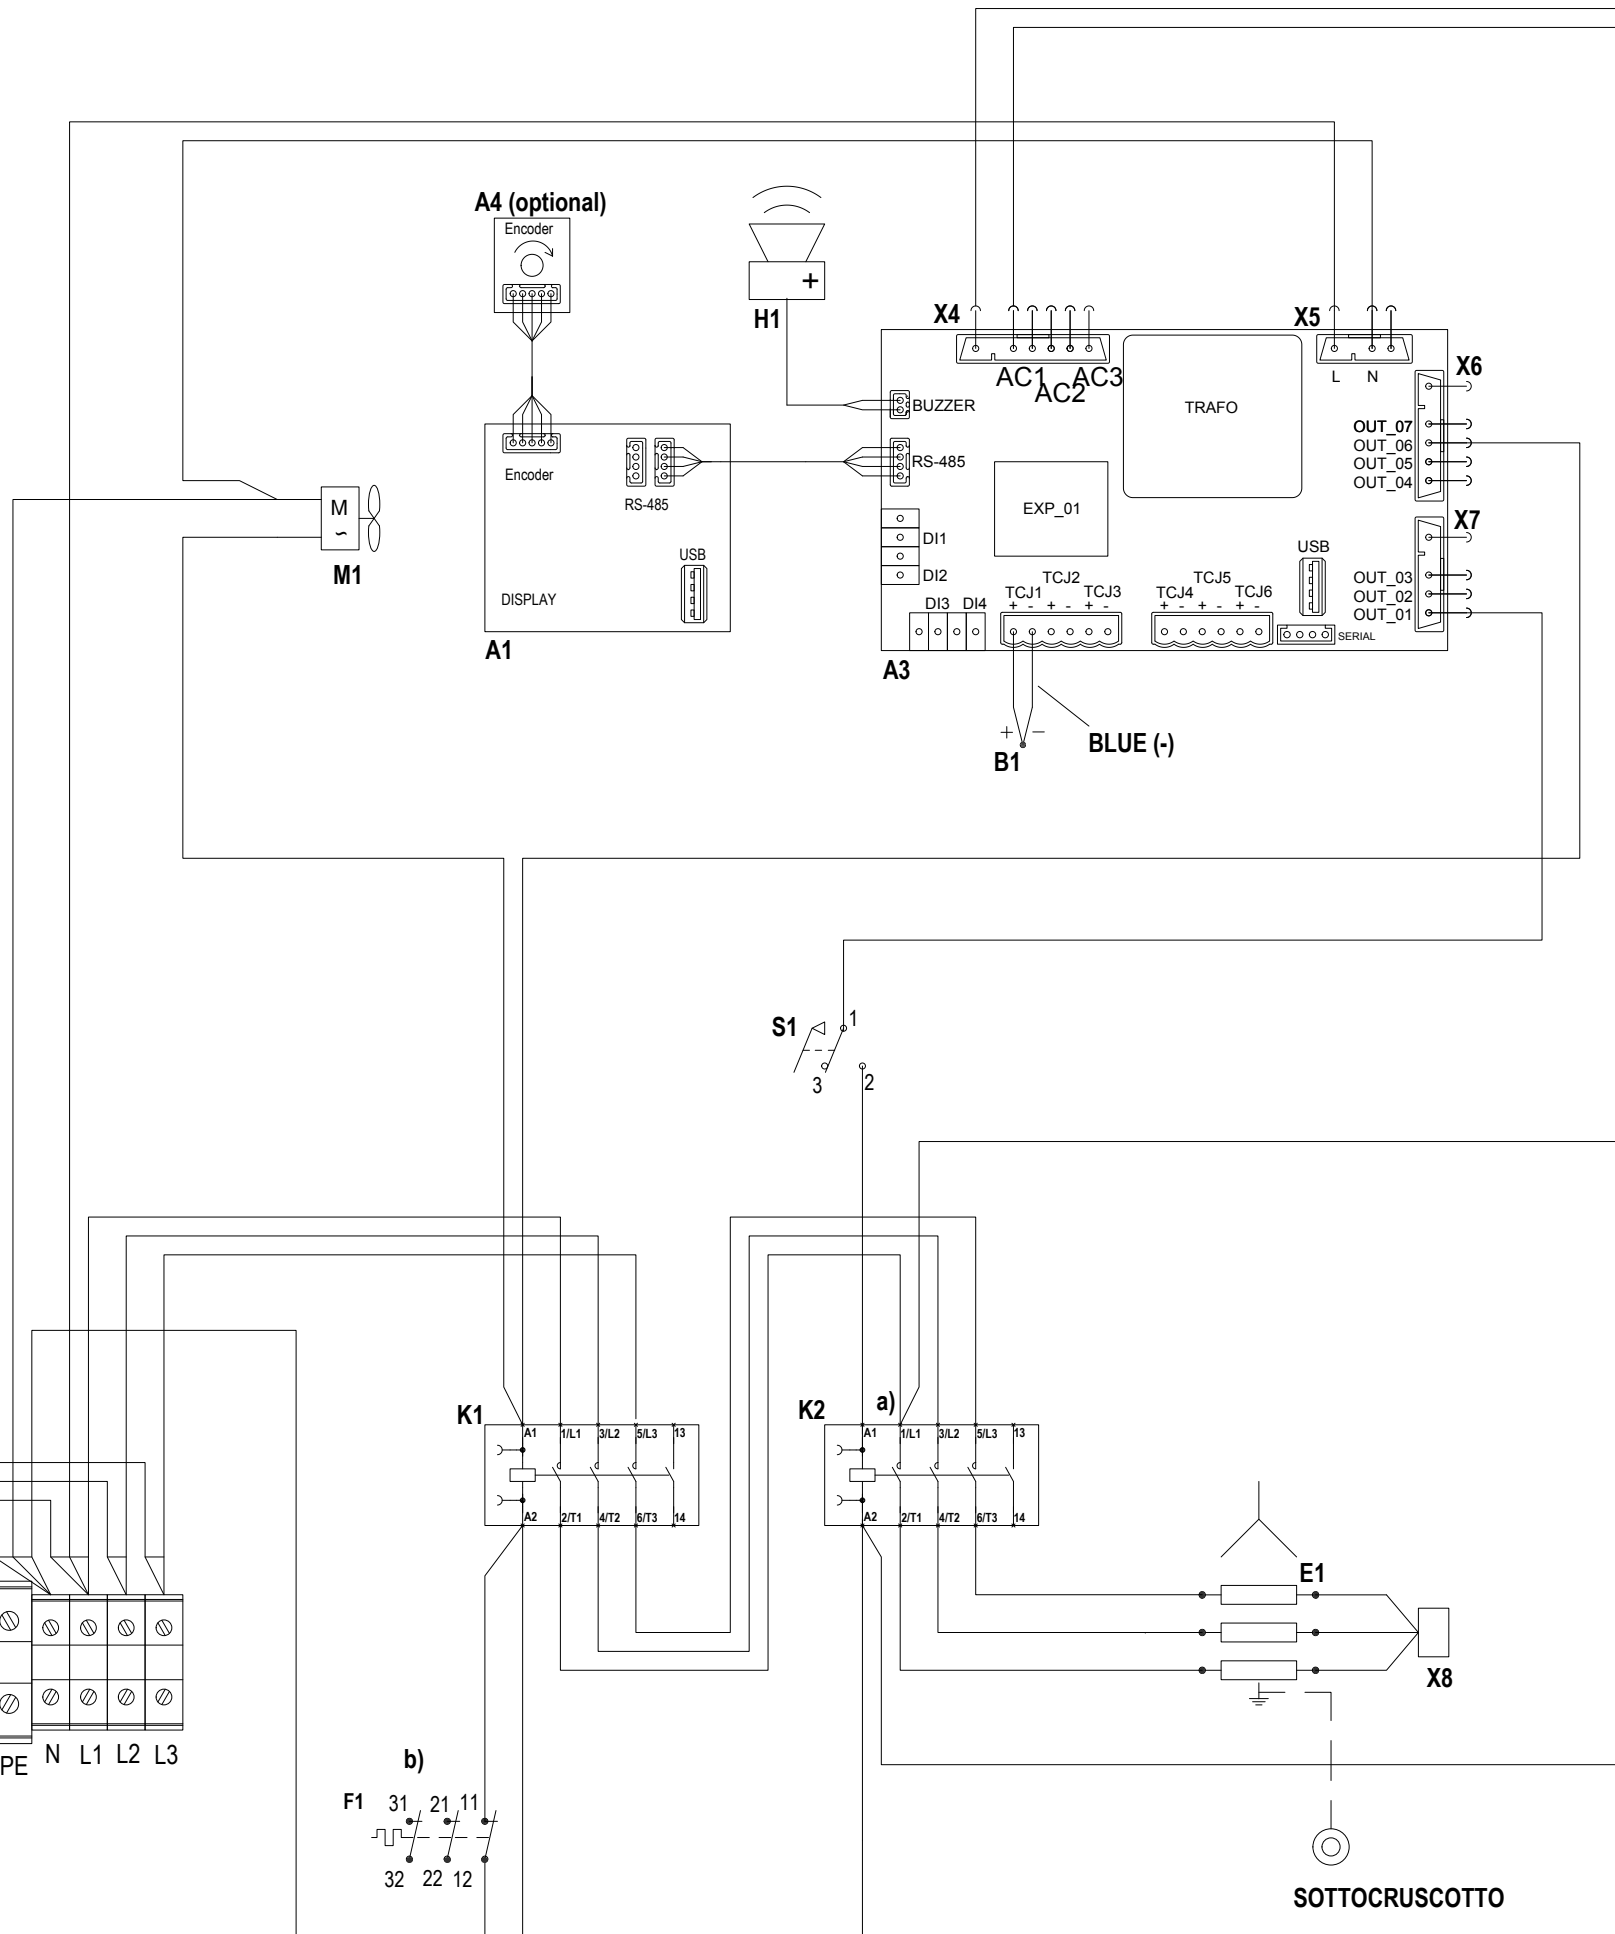 A4 (optional)
Encoder
+
H1
X4
X5
AC1
AC2
AC3
L
N
X6
BUZZER
TRAFO
OUT_07
OUT_06
OUT_05
OUT_04
RS-485
Encoder
RS-485
EXP_01
M
~
M1
X7
DI1
DI2
USB
USB
DISPLAY
A1
DI3
DI4
TCJ1
TCJ2
TCJ3
+ - + - + -
TCJ4
TCJ5
TCJ6
+ - + - + -
OUT_03
OUT_02
OUT_01
SERIAL
A3
+ −
B1
BLUE (-)
S1
1
3
2
K1
A1 1/L1 3/L2 5/L3 13
A2 2/T1 4/T2 6/T3 14
K2
a)
A1 1/L1 3/L2 5/L3 13
A2 2/T1 4/T2 6/T3 14
E1
X8
PE N L1 L2 L3
b)
F1
31 21 11
32 22 12
SOTTOCRUSCOTTO